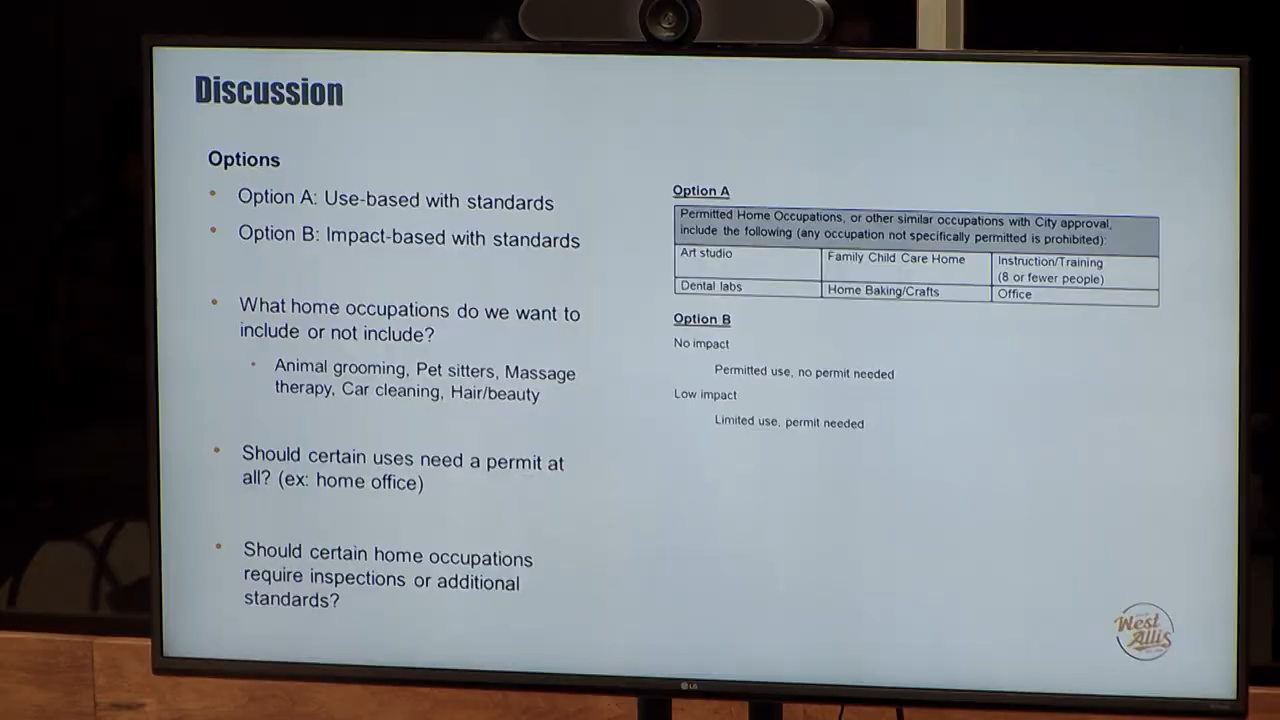 Discussion
Options
• Option A: Use-based with standards
• Option B: Impact-based with standards
• What home occupations do we want to
include or not include?
• Animal grooming, Pet sitters, Massage
therapy, Car cleaning, Hair/beauty
• Should certain uses need a permit at
all? (ex: home office)
• Should certain home occupations
require inspections or additional
standards?
Option A
Permitted Home Occupations, or other similar occupations with City approval,
include the following (any occupation not specifically permitted is prohibited):
Art studio
Family Child Care Home
Instruction/Training
(8 or fewer people)
Dental labs
Home Baking/Crafts
Office
Option B
No impact
Permitted use, no permit needed
Low impact
Limited use, permit needed
West
Allis
LG